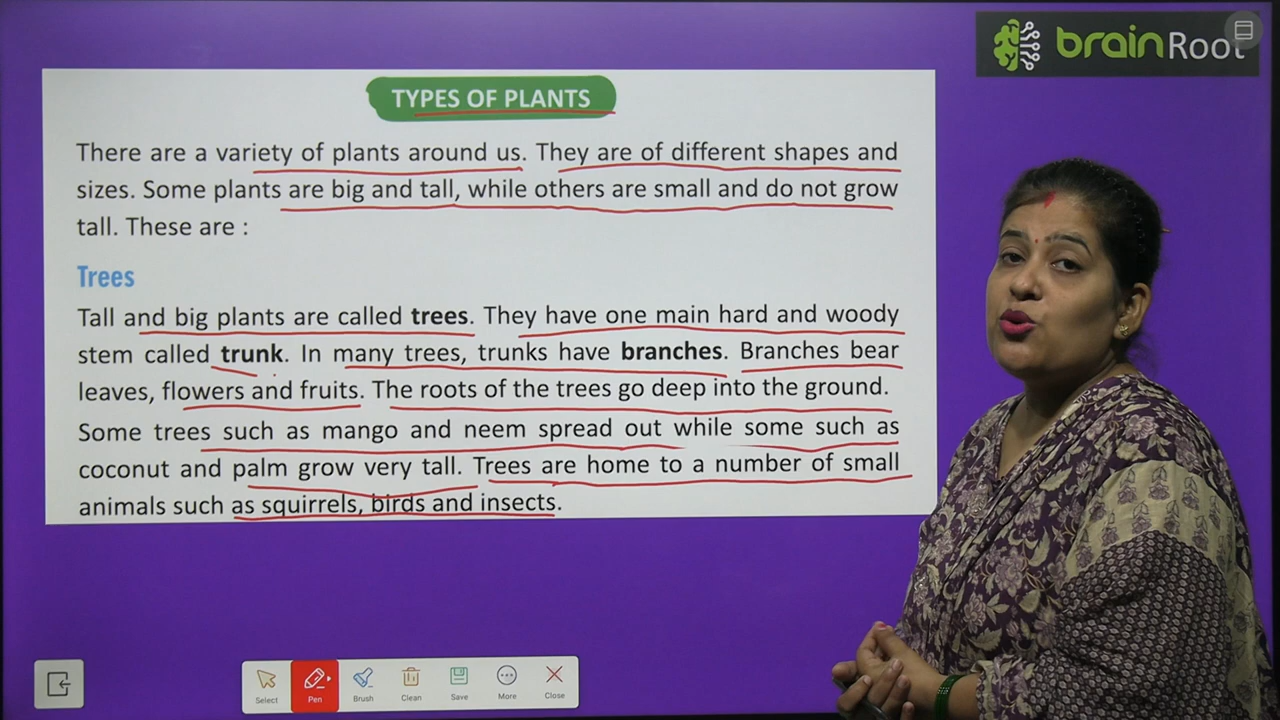 brainRoot
TYPES OF PLANTS
There are a variety of plants around us. They are of different shapes and
sizes. Some plants are big and tall, while others are small and do not grow
tall. These are :
Trees
Tall and big plants are called trees. They have one main hard and woody
stem called trunk. In many trees, trunks have branches. Branches bear
leaves, flowers and fruits. The roots of the trees go deep into the ground.
Some trees such as mango and neem spread out while some such as
coconut and palm grow very tall. Trees are home to a number of small
animals such as squirrels, birds and insects.
Select Pen Brush Clean Save More Close